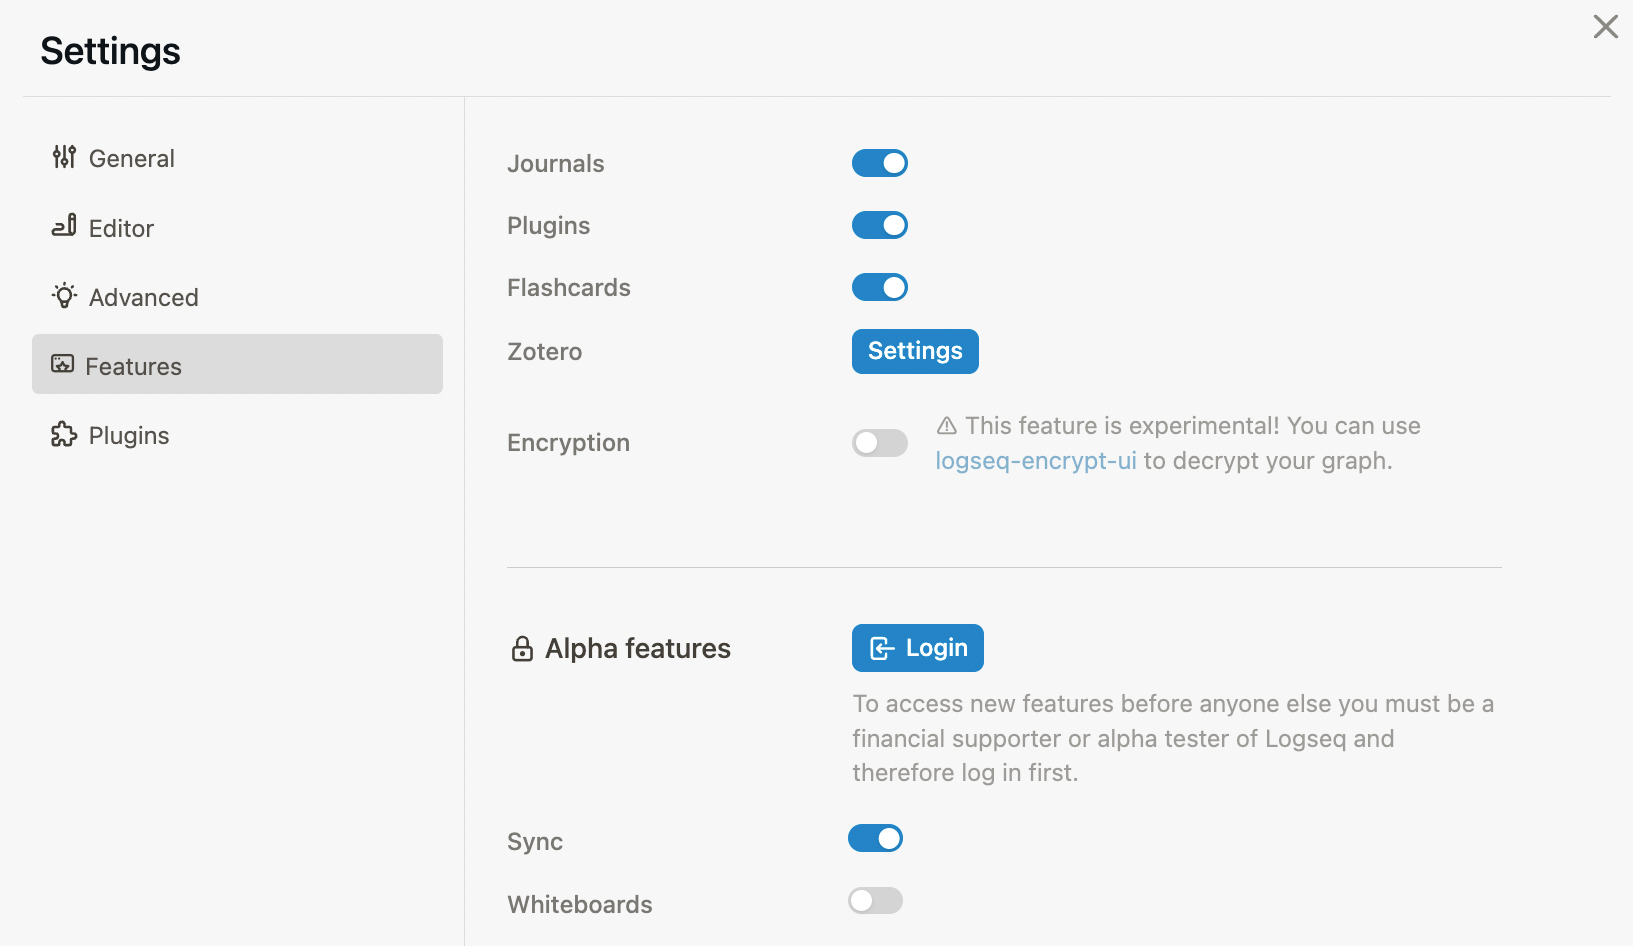 Settings
General
Editor
Advanced
Features
Plugins
Journals
Plugins
Flashcards
Zotero
Settings
Encryption
This feature is experimental! You can use
logseq-encrypt-ui to decrypt your graph.
Alpha features
Login
To access new features before anyone else you must be a
financial supporter or alpha tester of Logseq and
therefore log in first.
Sync
Whiteboards